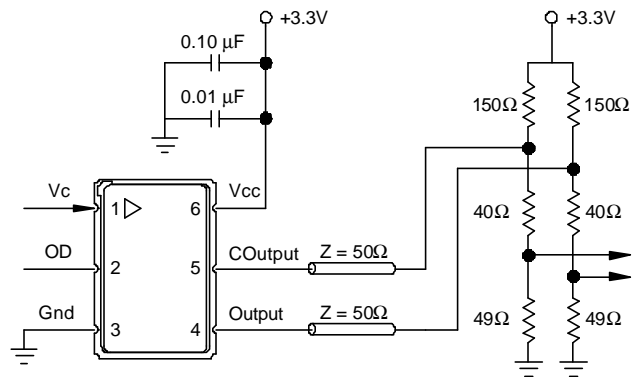 +3.3V
+3.3V
0.10 µF
0.01 µF
150Ω
150Ω
Vc
1
6
Vcc
40Ω
40Ω
OD
2
5
COutput
Z = 50Ω
Gnd
3
4
Output
Z = 50Ω
49Ω
49Ω